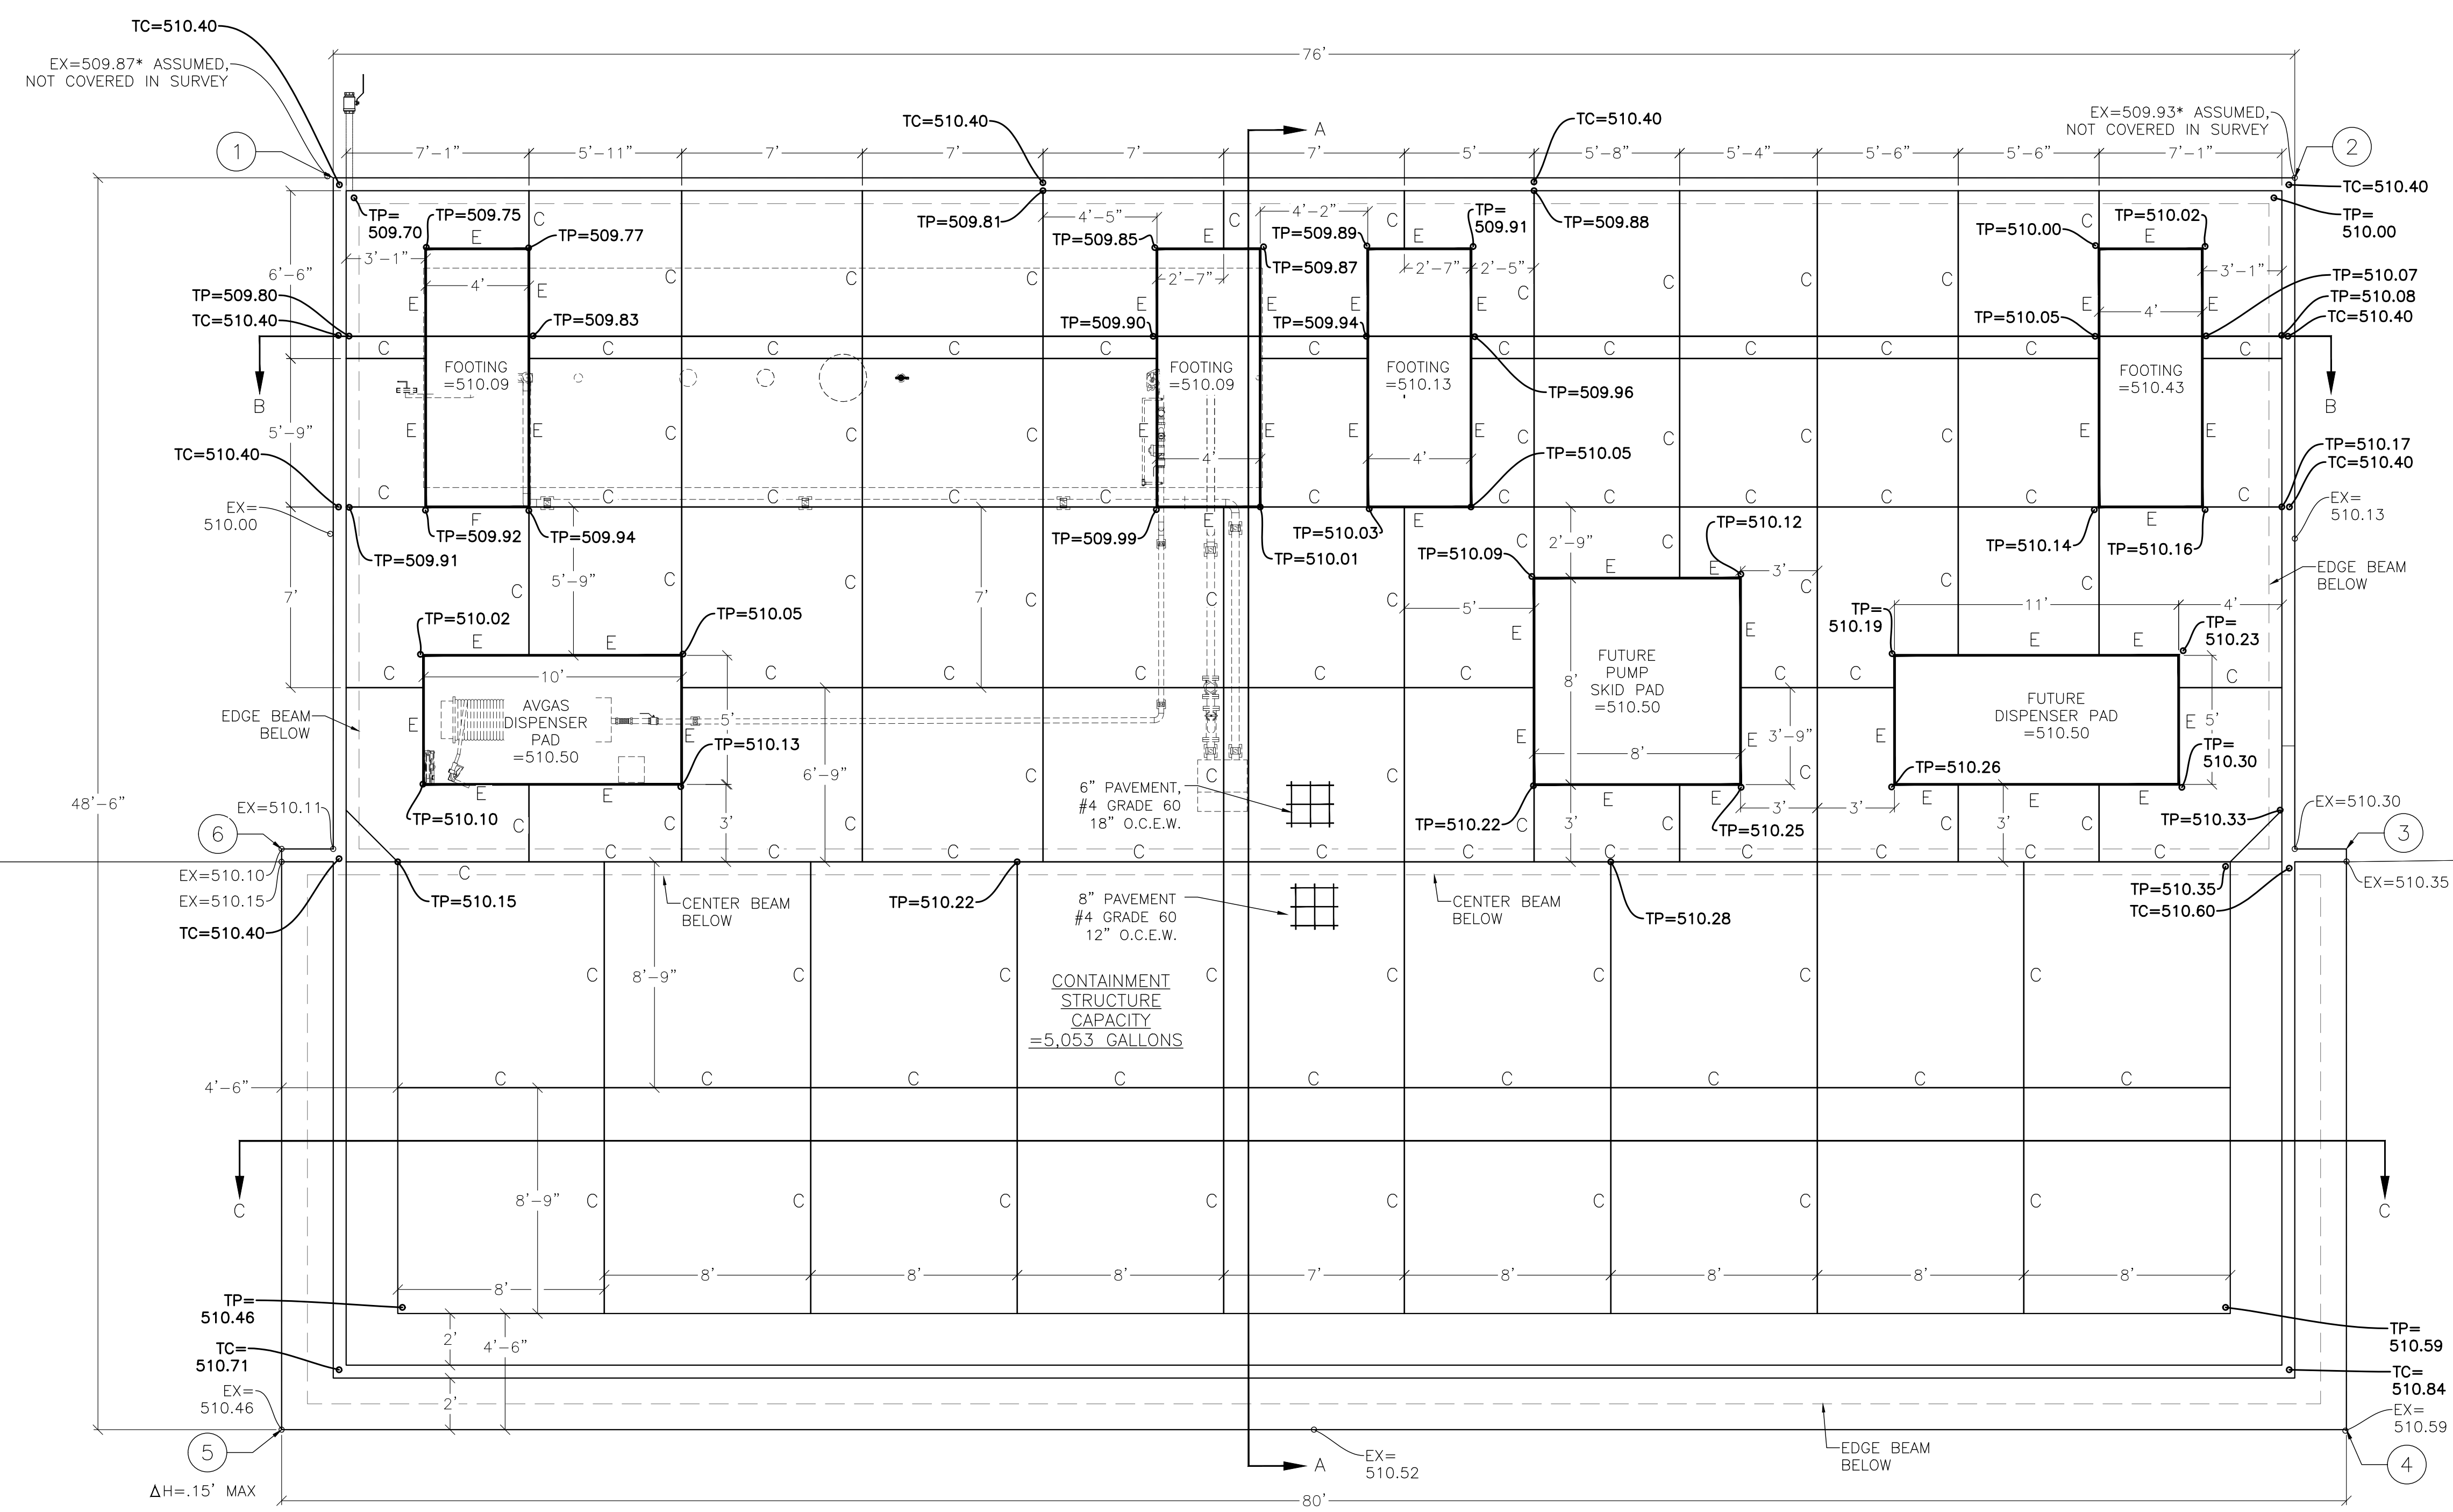 TC=510.40
EX=509.87* ASSUMED,
NOT COVERED IN SURVEY
76'
TC=510.40
TC=510.40
EX=509.93* ASSUMED,
NOT COVERED IN SURVEY
A
1
2
7'-1"
5'-11"
7'
7'
7'
7'
5'
5'-8"
5'-4"
5'-6"
5'-6"
7'-1"
TC=510.40
TP=
509.70
TP=509.75
C
E
TP=509.77
TP=509.81
4'-5"
TP=509.85
E
C
4'-2"
TP=509.87
TP=509.89
C
E
TP=
509.91
TP=509.88
TP=510.00
C
TP=510.02
E
TP=
510.00
6'-6"
3'-1"
4'
E
E
C
C
C
2'-7"
E
E
2'-7"
2'-5"
C
E
E
C
C
C
3'-1"
4'
E
E
TP=510.07
TP=510.08
TC=510.40
TP=509.80
TC=510.40
TP=509.83
TP=509.90
TP=509.94
TP=510.05
C
C
C
C
C
C
C
C
C
C
C
C
FOOTING
=510.09
FOOTING
=510.09
FOOTING
=510.13
FOOTING
=510.43
TP=509.96
B
B
5'-9"
E
E
C
C
C
E
E
E
E
C
C
C
C
E
E
4'
4'
TP=510.05
TP=510.17
TC=510.40
TC=510.40
C
C
C
C
C
C
C
C
C
C
C
C
EX=
510.00
EX=
510.13
E
TP=509.92
TP=509.94
TP=509.99
E
TP=510.01
TP=510.03
E
TP=510.12
TP=510.14
E
TP=510.16
TP=509.91
5'-9"
C
C
C
C
C
C
2'-9"
C
C
TP=510.09
E
E
3'
C
C
C
7'
7'
EDGE BEAM
BELOW
TP=510.02
E
E
TP=510.05
5'
E
E
TP=
510.19
11'
4'
E
E
TP=
510.23
C
10'
C
C
C
C
C
C
C
C
FUTURE
PUMP
SKID PAD
=510.50
8'
8'
E
E
FUTURE
DISPENSER PAD
=510.50
E
E
5'
EDGE BEAM
BELOW
AVGAS
DISPENSER
PAD
=510.50
E
E
5'
TP=510.13
6'-9"
3'-9"
TP=
510.30
TP=510.26
C
C
C
C
48'-6"
EX=510.11
6
E
E
TP=510.10
C
C
C
3'
6" PAVEMENT,
#4 GRADE 60
18" O.C.E.W.
TP=510.22
C
E
E
3'
3'
3'
TP=510.25
E
E
E
C
C
3'
TP=510.33
EX=510.30
3
C
C
C
C
C
C
C
C
C
C
C
EX=510.10
EX=510.15
TC=510.40
C
TP=510.15
CENTER BEAM
BELOW
TP=510.22
8" PAVEMENT
#4 GRADE 60
12" O.C.E.W.
CENTER BEAM
BELOW
TP=510.28
TP=510.35
TC=510.60
EX=510.35
C
8'-9"
C
C
C
C
C
C
C
CONTAINMENT
STRUCTURE
CAPACITY
=5,053 GALLONS
4'-6"
C
C
C
C
C
C
C
C
C
C
8'-9"
C
C
C
C
C
C
C
C
C
8'
8'
8'
8'
7'
8'
8'
8'
8'
TP=
510.46
TC=
510.71
2'
4'-6"
TP=
510.59
TC=
510.84
EX=
510.46
2'
5
EX=
510.52
A
EDGE BEAM
BELOW
EX=
510.59
4
ΔH=.15' MAX
80'